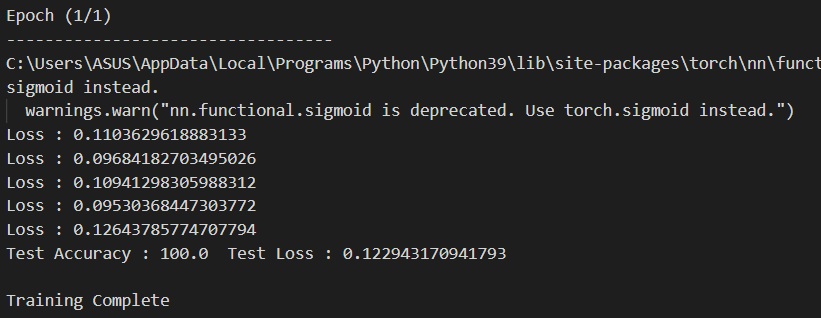 Epoch (1/1)
----------------------------------
C:\Users\ASUS\AppData\Local\Programs\Python\Python39\lib\site-packages\torch\nn\funct
sigmoid instead.
warnings.warn("nn.functional.sigmoid is deprecated. Use torch.sigmoid instead.")
Loss : 0.1103629618883133
Loss : 0.09684182703495026
Loss : 0.10941298305988312
Loss : 0.09530368447303772
Loss : 0.12643785774707794
Test Accuracy : 100.0  Test Loss : 0.122943170941793
Training Complete